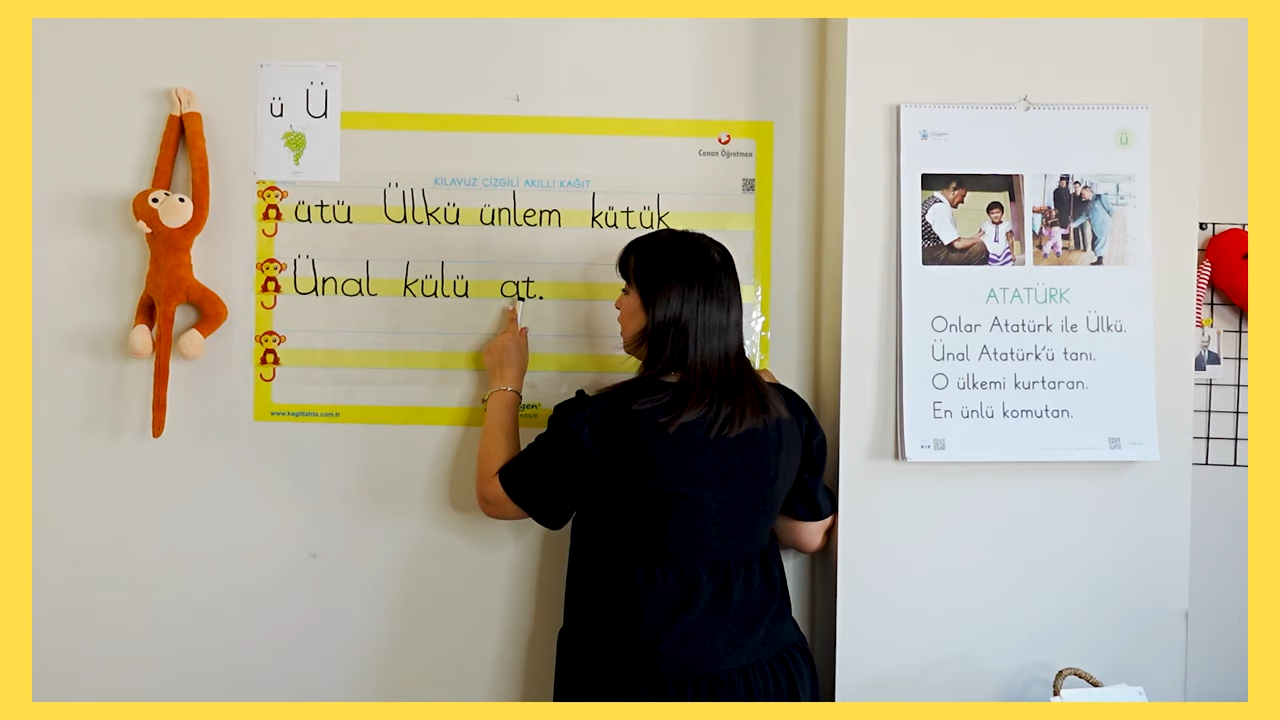 ü Ü
Canan Öğretmen
KILAVUZ ÇİZGİLİ AKILLI KAĞIT
ütü Ülkü ünlem kütük
Ünal külü at.
www.kagittahta.com.tr
ü
ATATÜRK
Onlar Atatürk ile Ülkü.
Ünal Atatürk'ü tanı.
O ülkemi kurtaran.
En ünlü komutan.